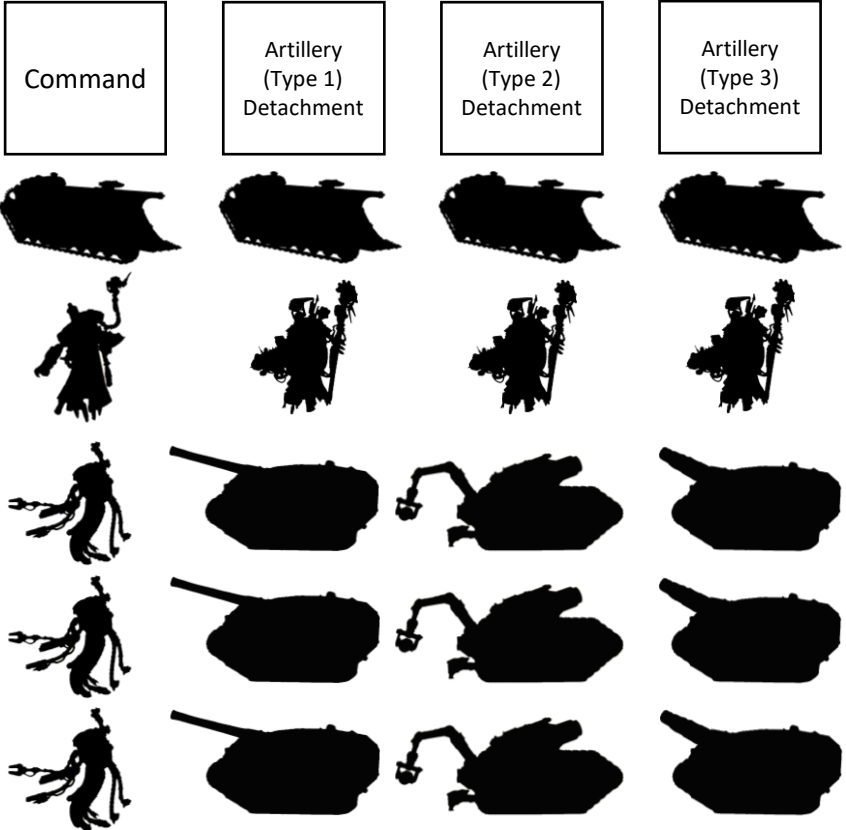 Command
Artillery
(Type 1)
Detachment
Artillery
(Type 2)
Detachment
Artillery
(Type 3)
Detachment